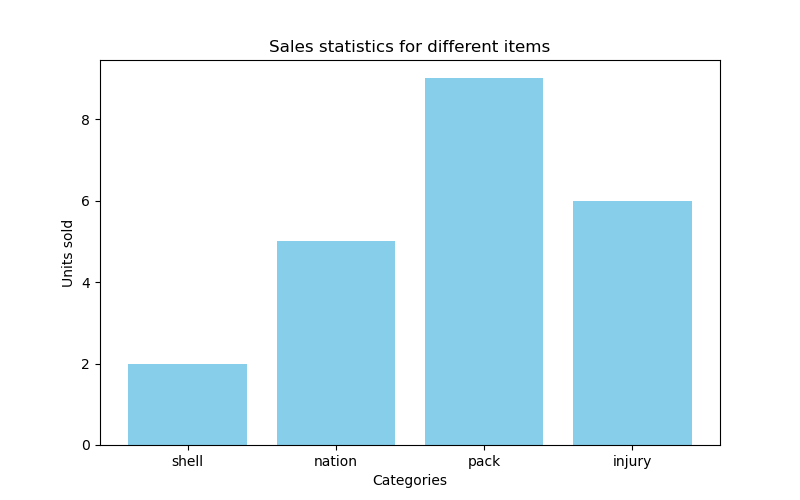 Sales statistics for different items
Units sold
8
6
4
2
0
shell nation pack injury
Categories